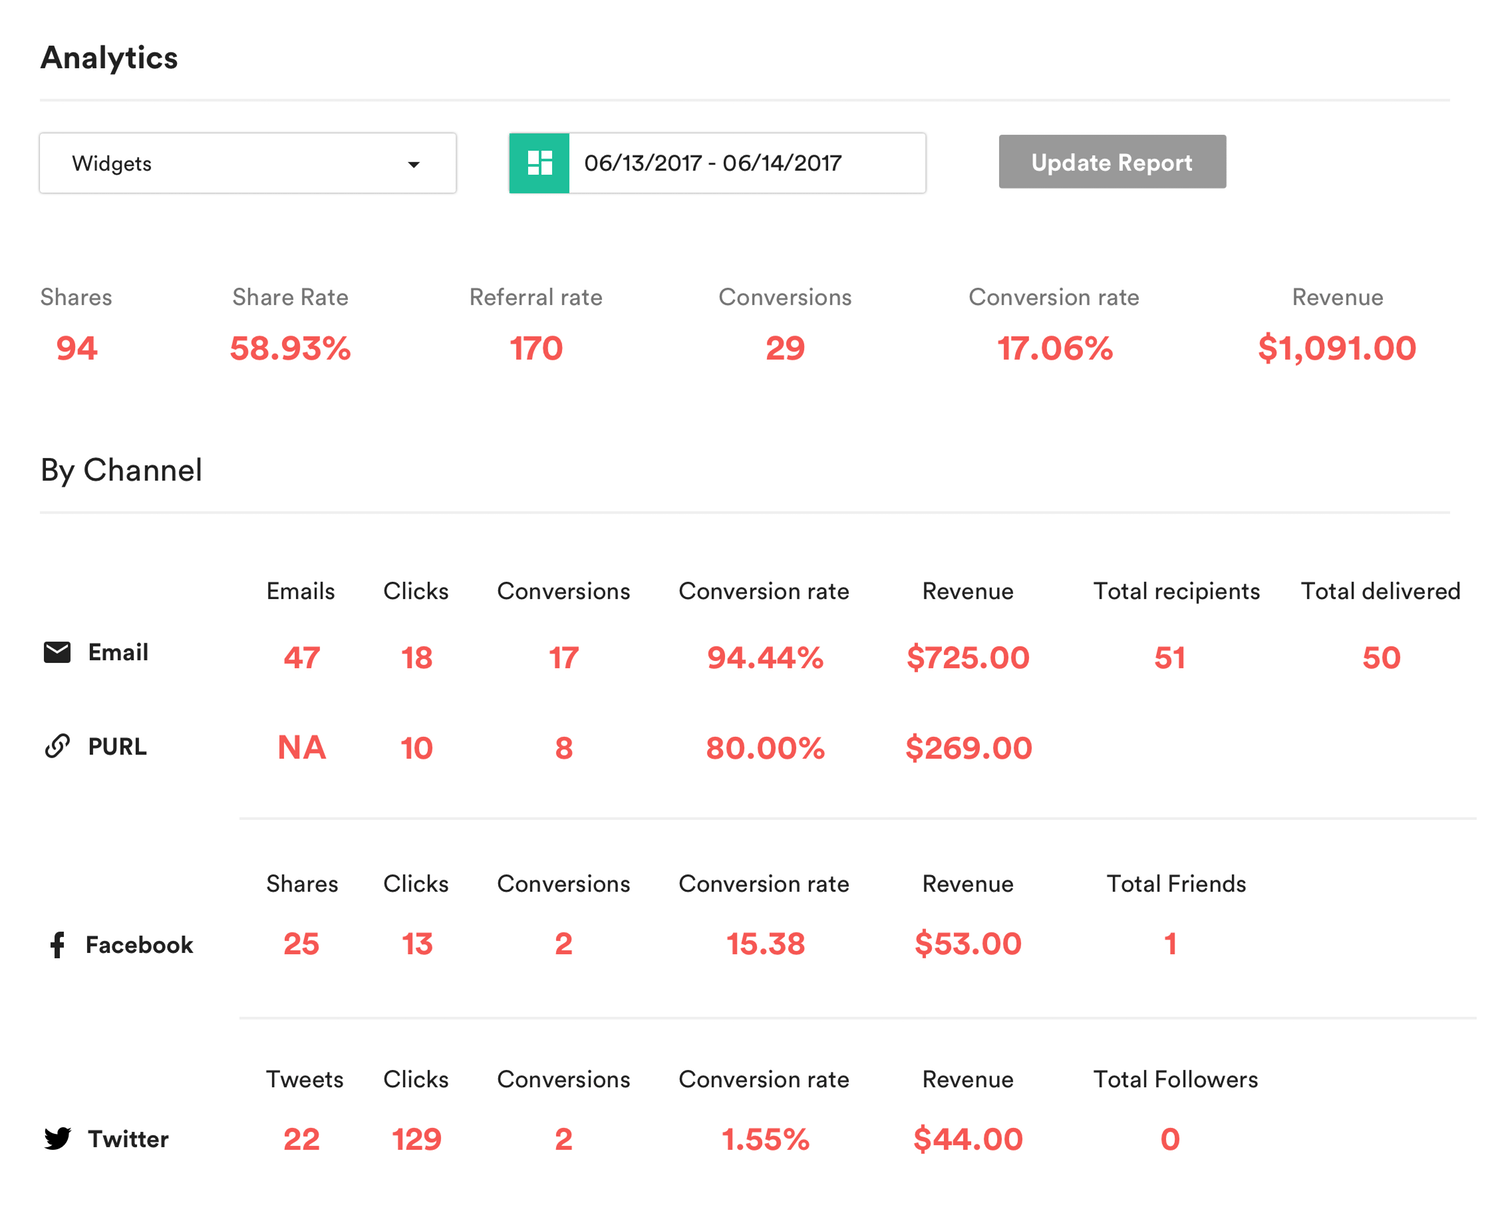 Analytics
Widgets 06/13/2017 - 06/14/2017 Update Report
Shares Share Rate Referral rate Conversions Conversion rate Revenue
94 58.93% 170 29 17.06% $1,091.00
By Channel
Emails Clicks Conversions Conversion rate Revenue Total recipients Total delivered
Email 47 18 17 94.44% $725.00 51 50
PURL NA 10 8 80.00% $269.00
Shares Clicks Conversions Conversion rate Revenue Total Friends
Facebook 25 13 2 15.38 $53.00 1
Tweets Clicks Conversions Conversion rate Revenue Total Followers
Twitter 22 129 2 1.55% $44.00 0